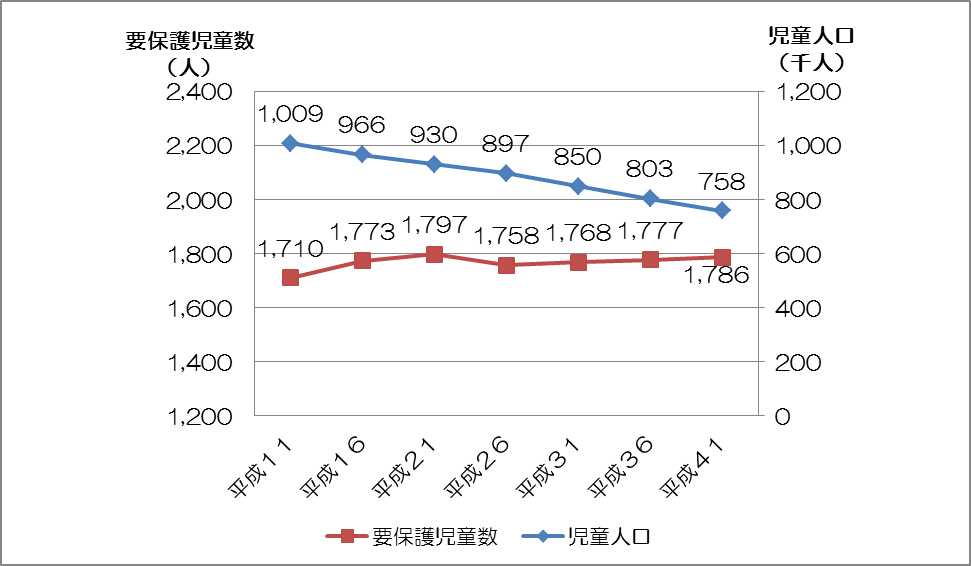 要保護児童数
（人）
児童人口
（千人）
2,400
2,200
2,000
1,800
1,600
1,400
1,200
1,200
1,000
800
600
400
200
0
1,009
966
930
897
850
803
758
1,710
1,773
1,797
1,758
1,768
1,777
1,786
平成１１
平成１６
平成２１
平成２６
平成３１
平成３６
平成４１
要保護児童数
児童人口